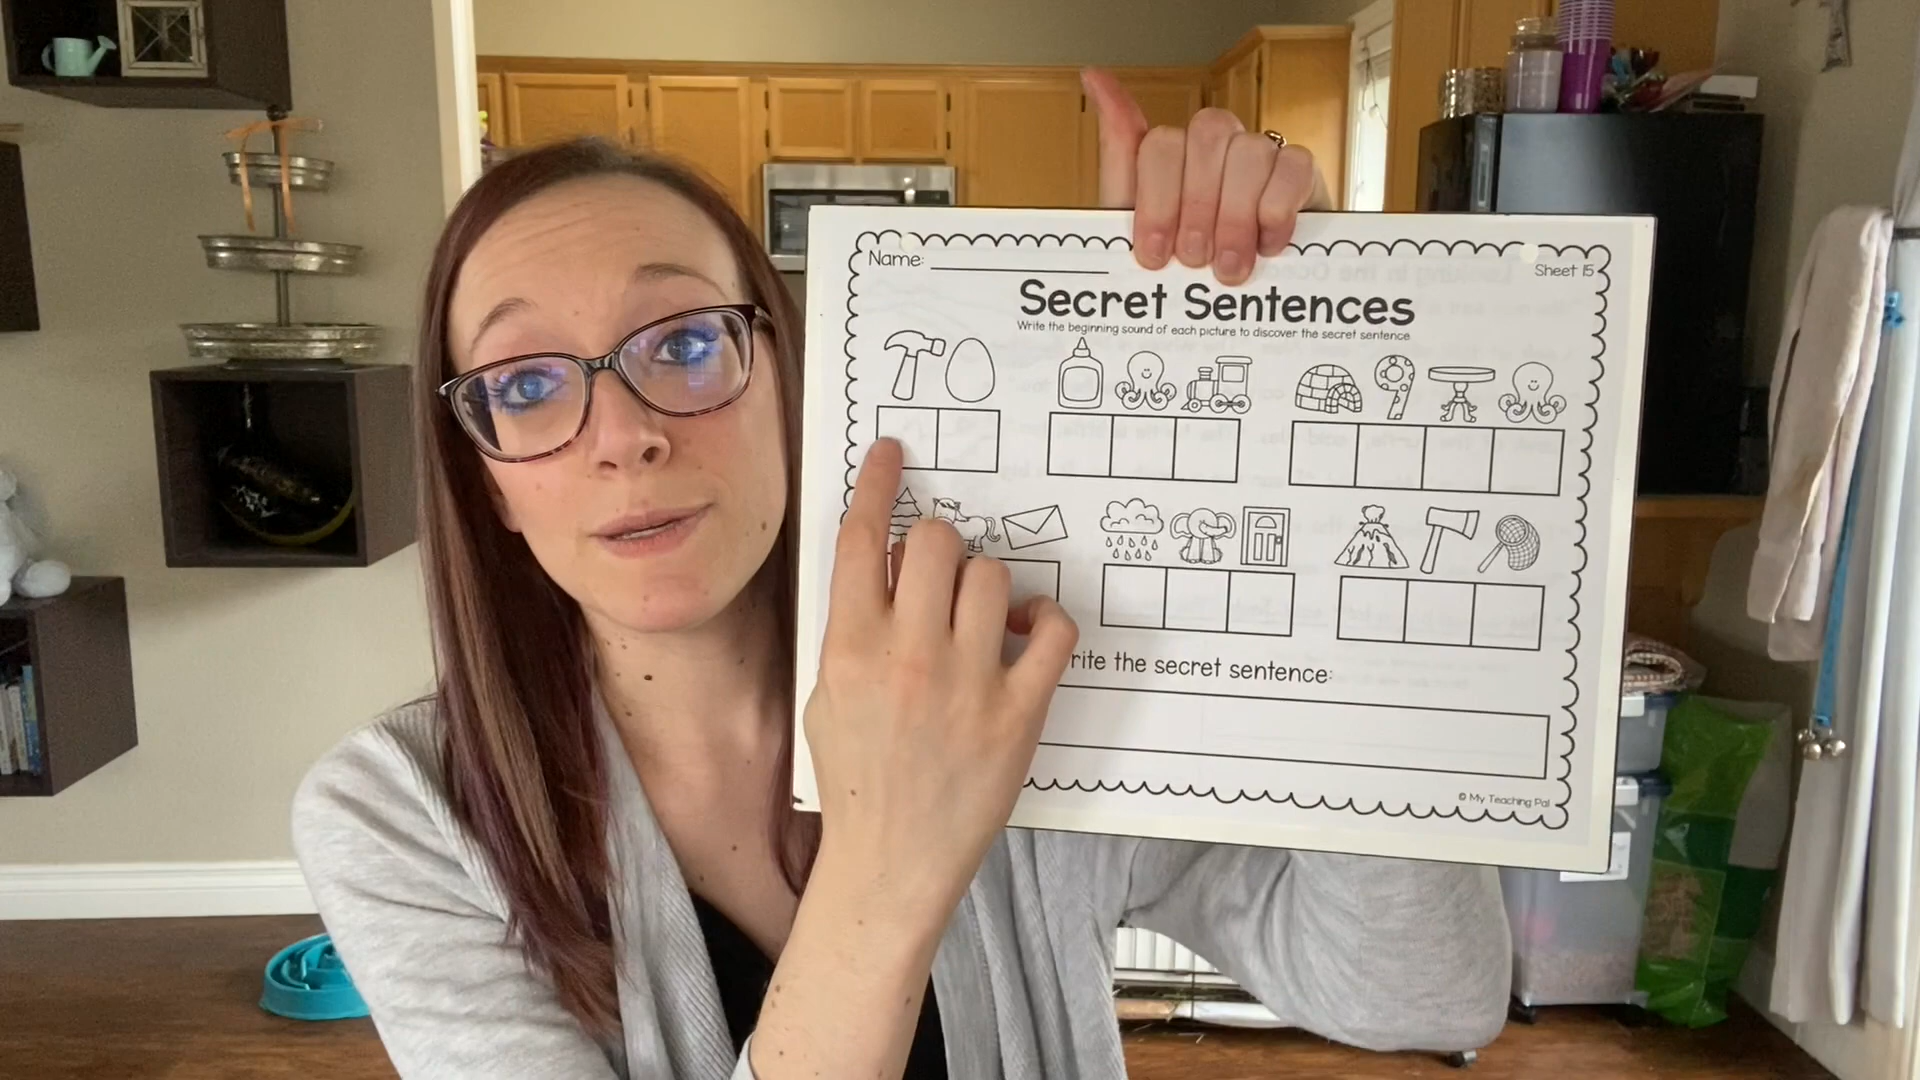 Name:
Sheet 15
Secret Sentences
Write the beginning sound of each picture to discover the secret sentence.
rite the secret sentence:
© My Teaching Pal